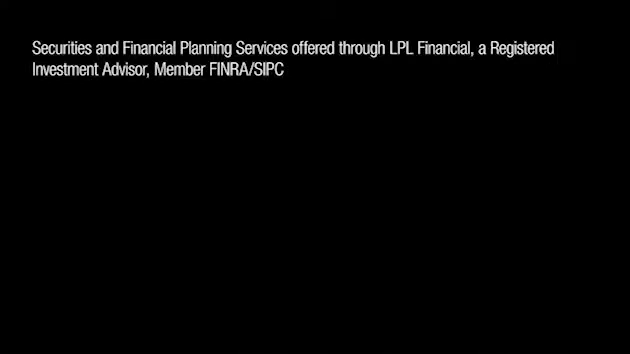 Securities and Financial Planning Services offered through LPL Financial, a Registered
Investment Advisor, Member FINRA/SIPC